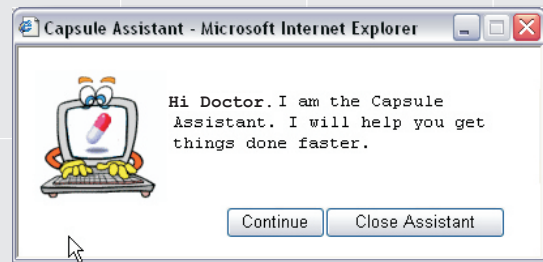 Capsule Assistant - Microsoft Internet Explorer
Hi Doctor. I am the Capsule
Assistant. I will help you get
things done faster.
Continue Close Assistant